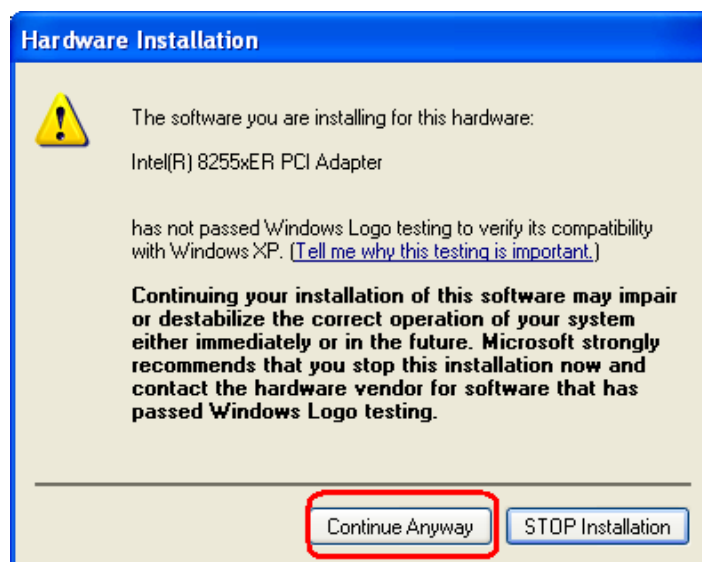 Hardware Installation
The software you are installing for this hardware:
Intel(R) 8255xER PCI Adapter
has not passed Windows Logo testing to verify its compatibility
with Windows XP. (Tell me why this testing is important.)
Continuing your installation of this software may impair
or destabilize the correct operation of your system
either immediately or in the future. Microsoft strongly
recommends that you stop this installation now and
contact the hardware vendor for software that has
passed Windows Logo testing.
Continue Anyway STOP Installation